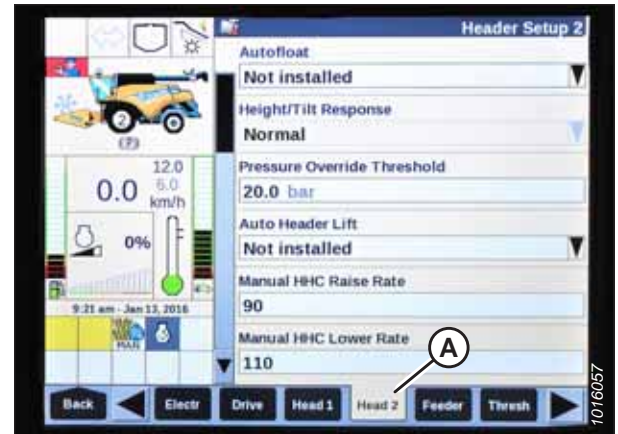 Header Setup 2
Autofloat
Not installed
Height/Tilt Response
Normal
(2)
12.0
Pressure Override Threshold
0.0
6.0
km/h
20.0 bar
Auto Header Lift
0%
Not installed
Manual HHC Raise Rate
90
9:21 am - Jan 13, 2016
Manual HHC Lower Rate
A
MAN
110
Back
Electr
Drive
Head 1
Head 2
Feeder
Thresh
1016057